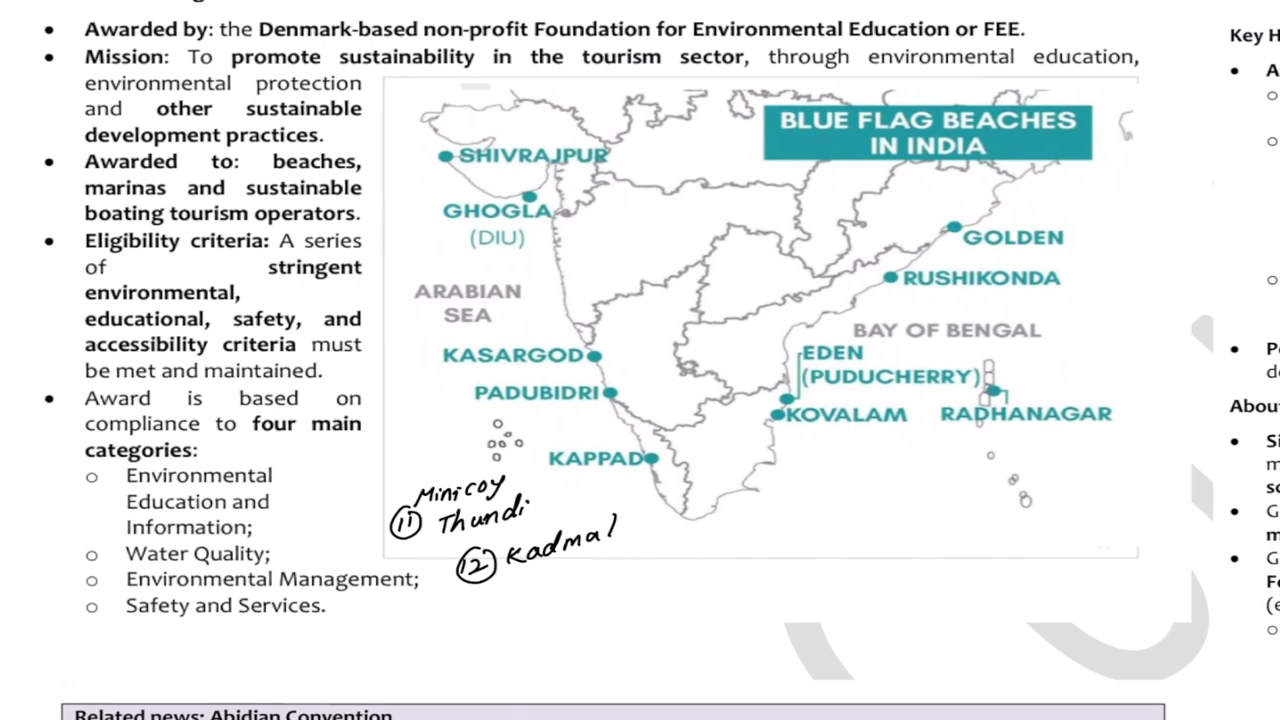 • Awarded by: the Denmark-based non-profit Foundation for Environmental Education or FEE.
• Mission: To promote sustainability in the tourism sector, through environmental education,
environmental protection
and other sustainable
development practices.
• Awarded to: beaches,
marinas and sustainable
boating tourism operators.
• Eligibility criteria: A series
of stringent
environmental,
educational, safety, and
accessibility criteria must
be met and maintained.
• Award is based on
compliance to four main
categories:
o Environmental
Education and
Information;
o Water Quality;
o Environmental Management;
o Safety and Services.
BLUE FLAG BEACHES
IN INDIA
SHIVRAJPUR
GHOGLA
(DIU)
GOLDEN
RUSHIKONDA
ARABIAN
SEA
BAY OF BENGAL
KASARGOD
EDEN
(PUDUCHERRY)
PADUBIDRI
KOVALAM
RADHANAGAR
KAPPAD
Minicoy
11 Thundi
12 Kadmal
Related news: Abidian Convention
Key H
• A
o
o
o
• Po
de
About
• Si
m
so
• G
m
• G
Fe
(e
o